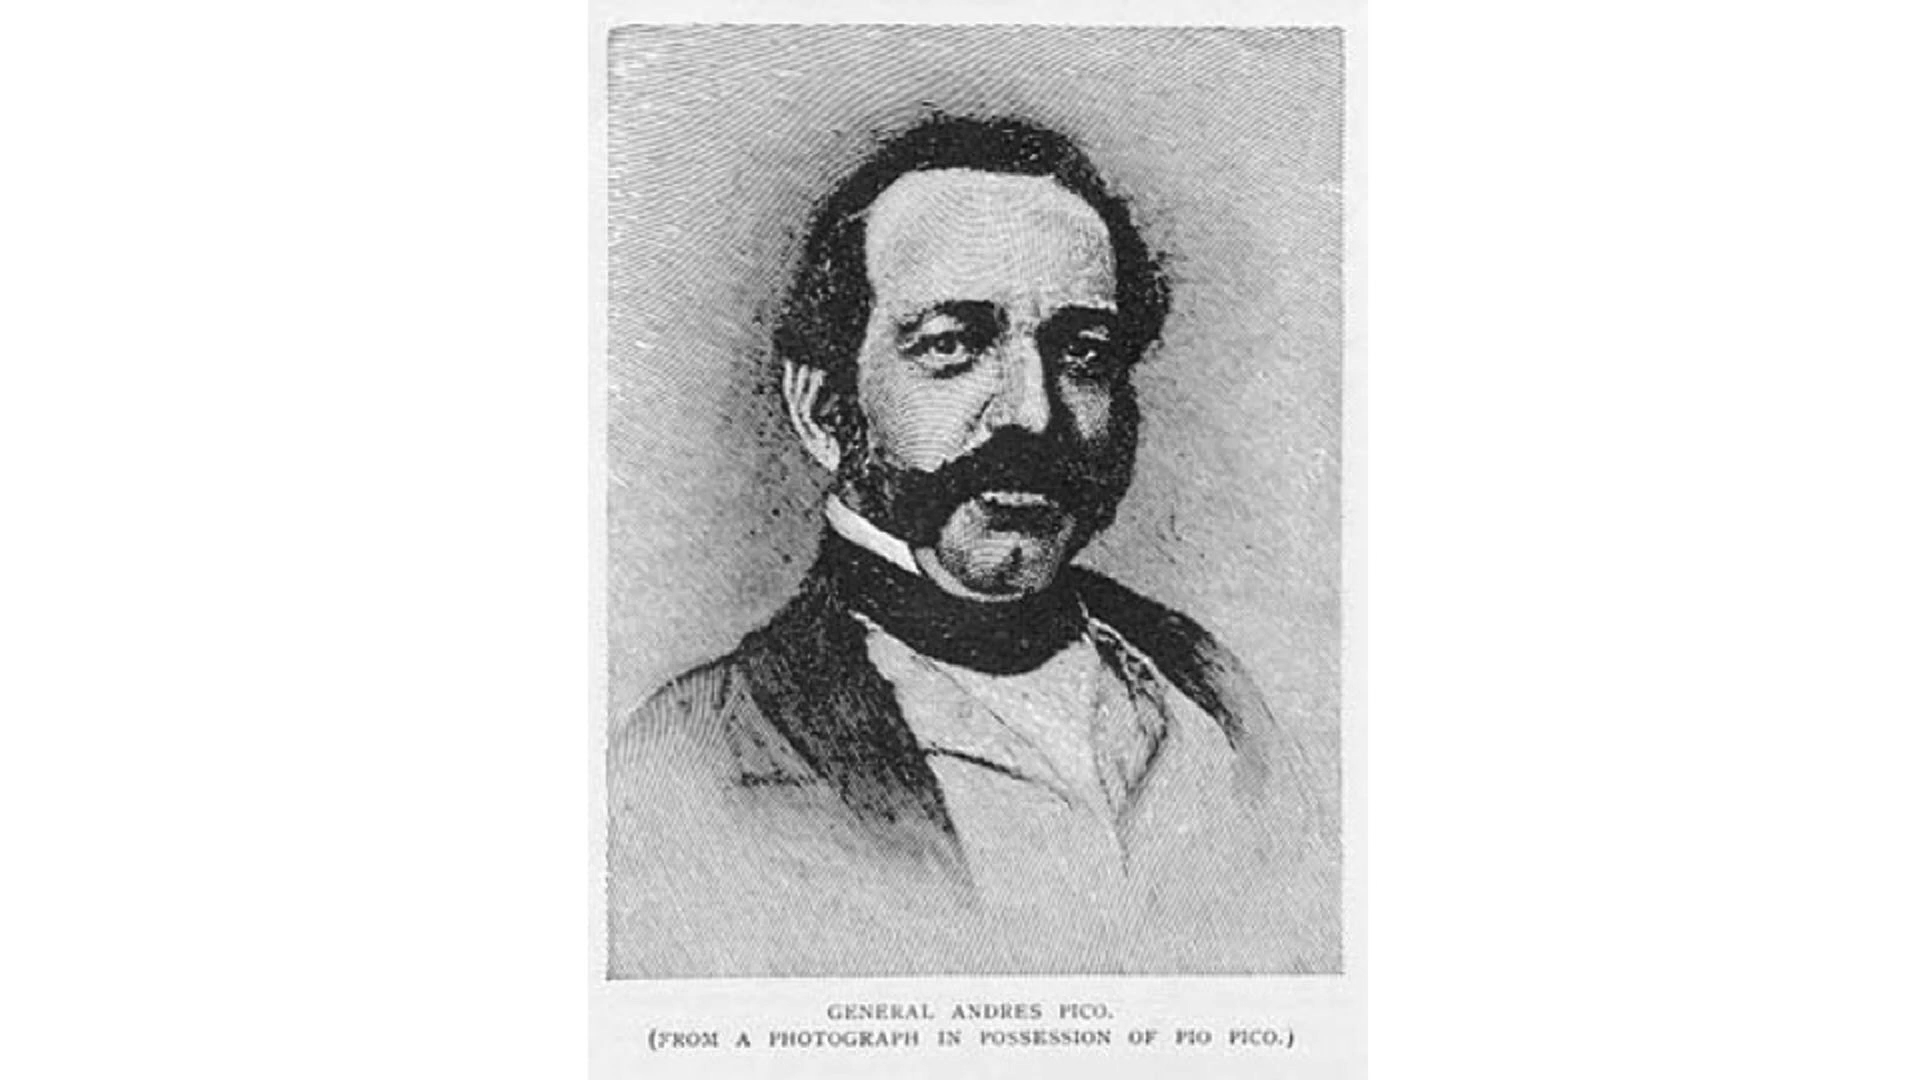 GENERAL ANDRES PICO.
(FROM A PHOTOGRAPH IN POSSESSION OF PIO PICO.)